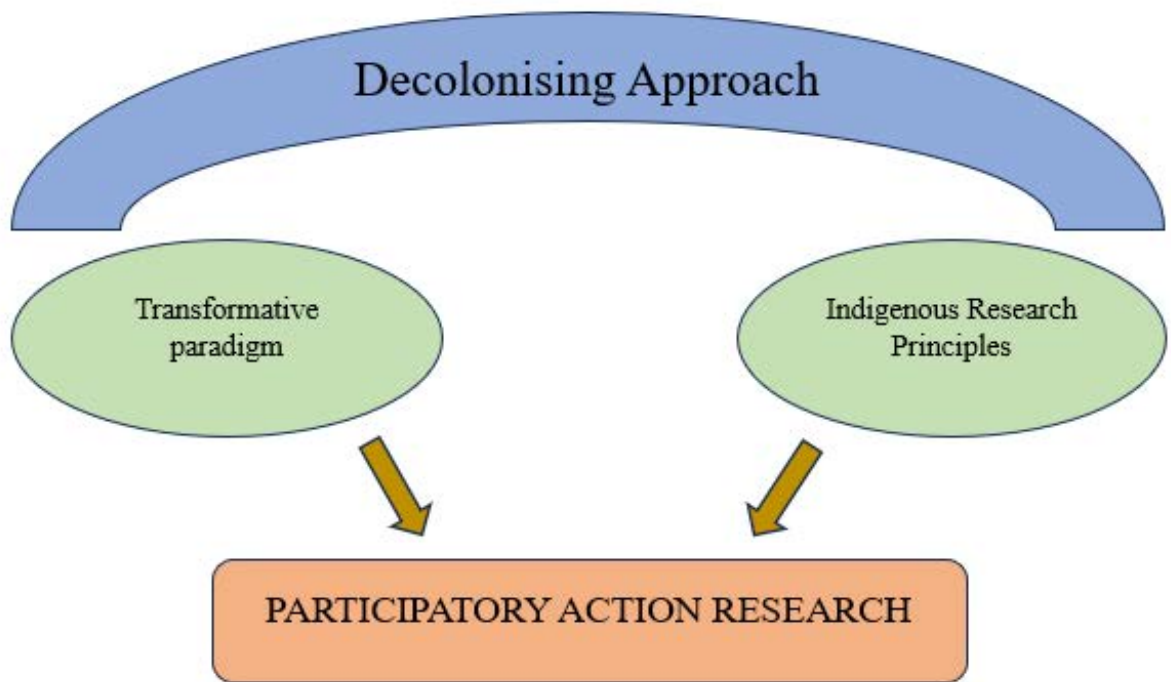 Decolonising Approach
Transformative
paradigm
Indigenous Research
Principles
PARTICIPATORY ACTION RESEARCH